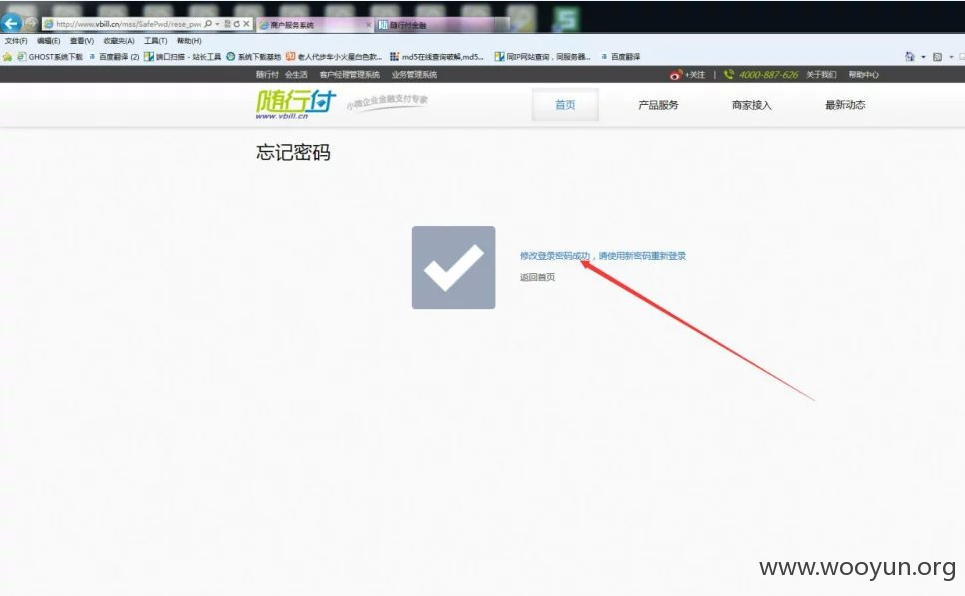 http://www.vbill.cn/mss/SafePwd/rese_pwd
商户服务系统
随行付金融
文件(F) 编辑(E) 查看(V) 收藏夹(A) 工具(T) 帮助(H)
GHOST系统下载 百度翻译 (2) 端口扫描 - 站长工具 系统下载基地 老人代步车小火星白色款... md5在线查询破解,md5... 同IP网站查询，同服务器... 百度翻译
随行付 会生活 客户经理管理系统 业务管理系统 +关注 | 4000-887-626 关于我们 帮助中心
随行付 小微企业金融支付专家
www.vbill.cn
首页 产品服务 商家接入 最新动态
忘记密码
修改登录密码成功，请使用新密码重新登录
返回首页
www.wooyun.org